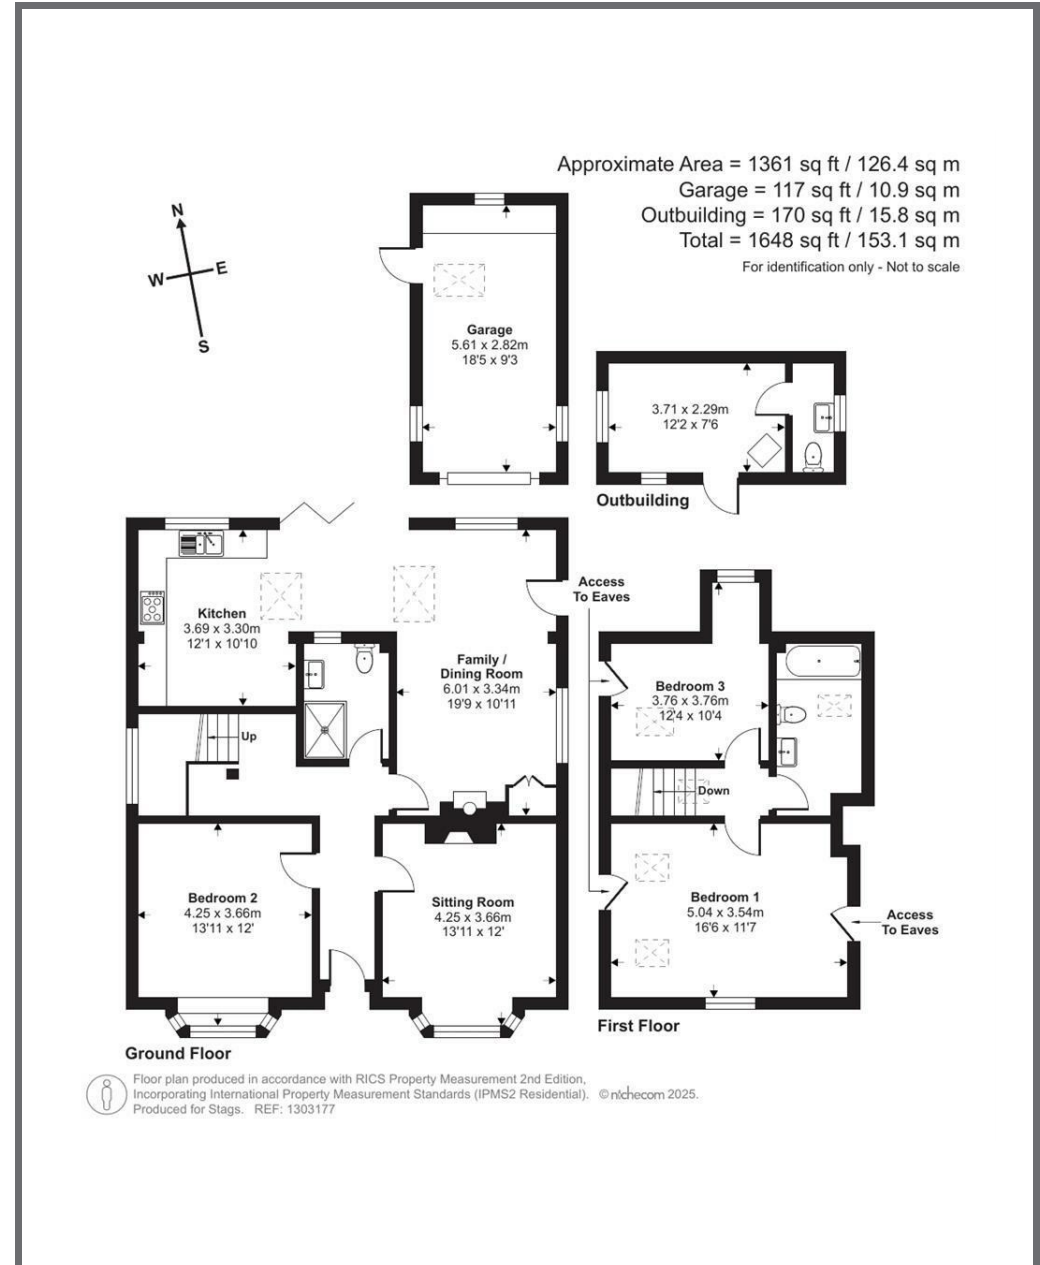 Approximate Area = 1361 sq ft / 126.4 sq m
Garage = 117 sq ft / 10.9 sq m
Outbuilding = 170 sq ft / 15.8 sq m
Total = 1648 sq ft / 153.1 sq m
For identification only - Not to scale
N
W
E
S
Garage
5.61 x 2.82m
18'5 x 9'3
3.71 x 2.29m
12'2 x 7'6
Outbuilding
Kitchen
3.69 x 3.30m
12'1 x 10'10
Family /
Dining Room
6.01 x 3.34m
19'9 x 10'11
Up
Bedroom 2
4.25 x 3.66m
13'11 x 12'
Sitting Room
4.25 x 3.66m
13'11 x 12'
Ground Floor
Access
To Eaves
Bedroom 3
3.76 x 3.76m
12'4 x 10'4
Down
Bedroom 1
5.04 x 3.54m
16'6 x 11'7
Access
To Eaves
First Floor
Floor plan produced in accordance with RICS Property Measurement 2nd Edition,
Incorporating International Property Measurement Standards (IPMS2 Residential). © nichecom 2025.
Produced for Stags. REF: 1303177